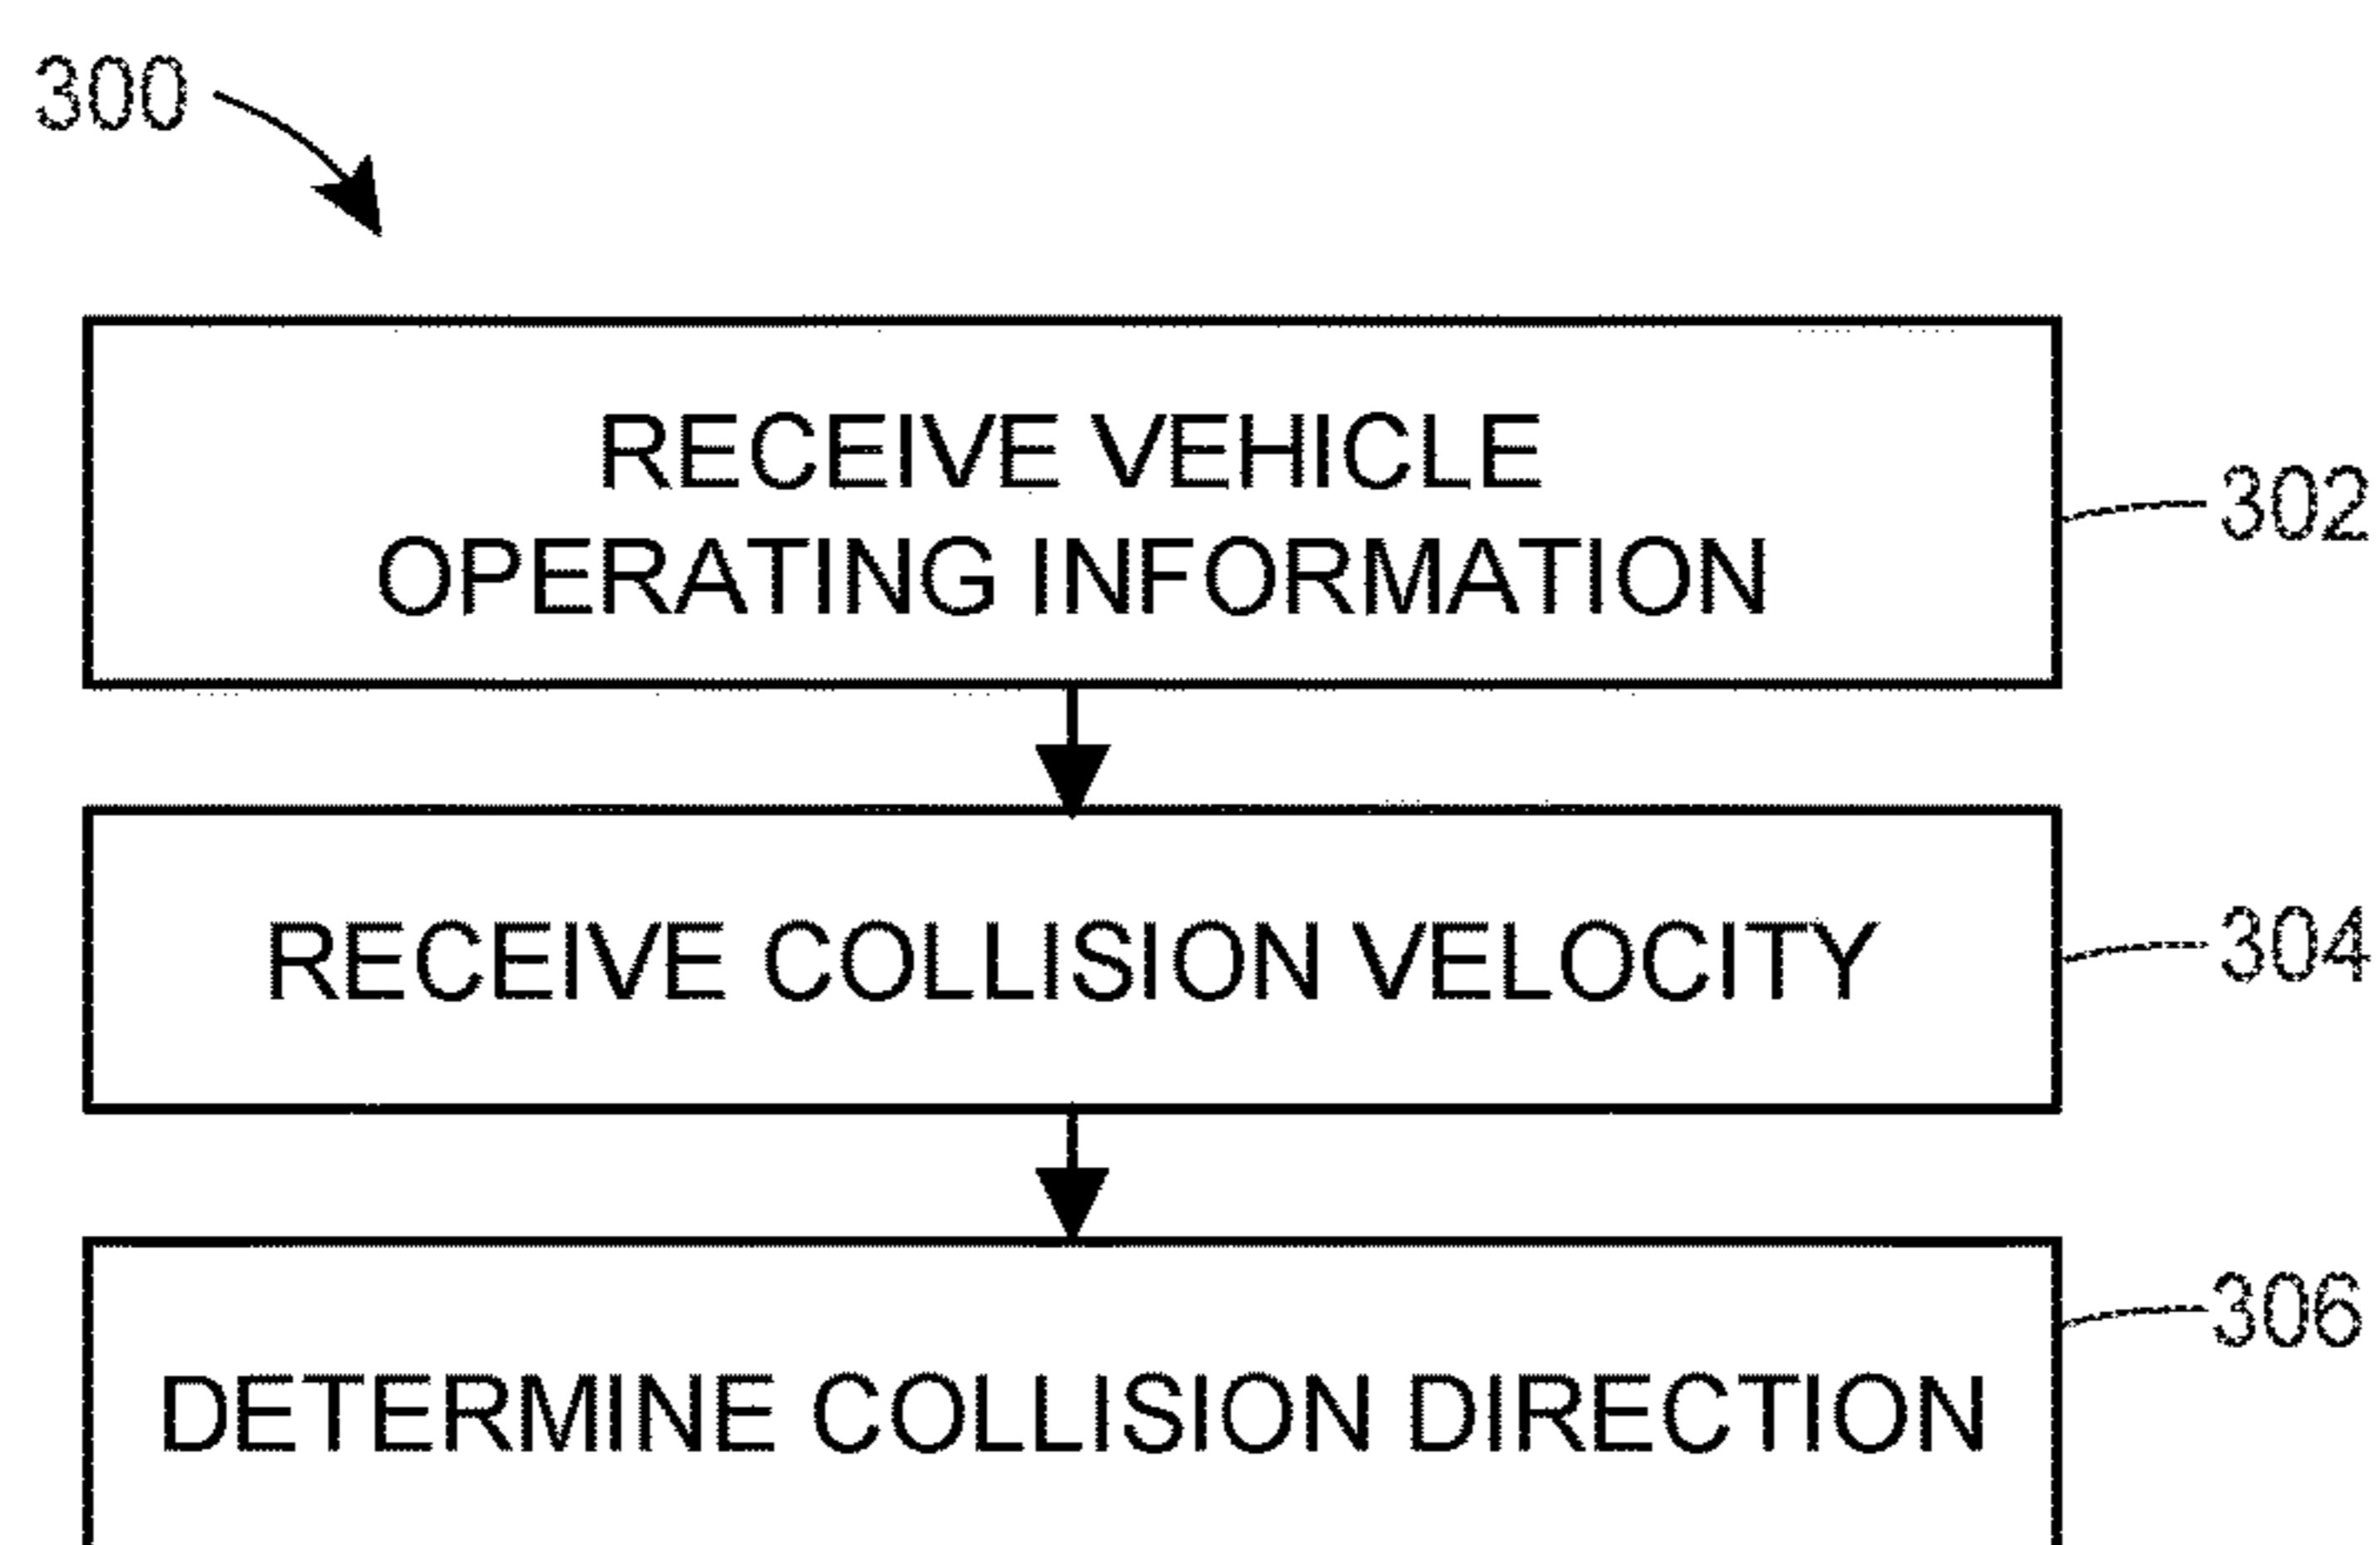 300
RECEIVE VEHICLE
OPERATING INFORMATION
302
RECEIVE COLLISION VELOCITY
304
306
DETERMINE COLLISION DIRECTION